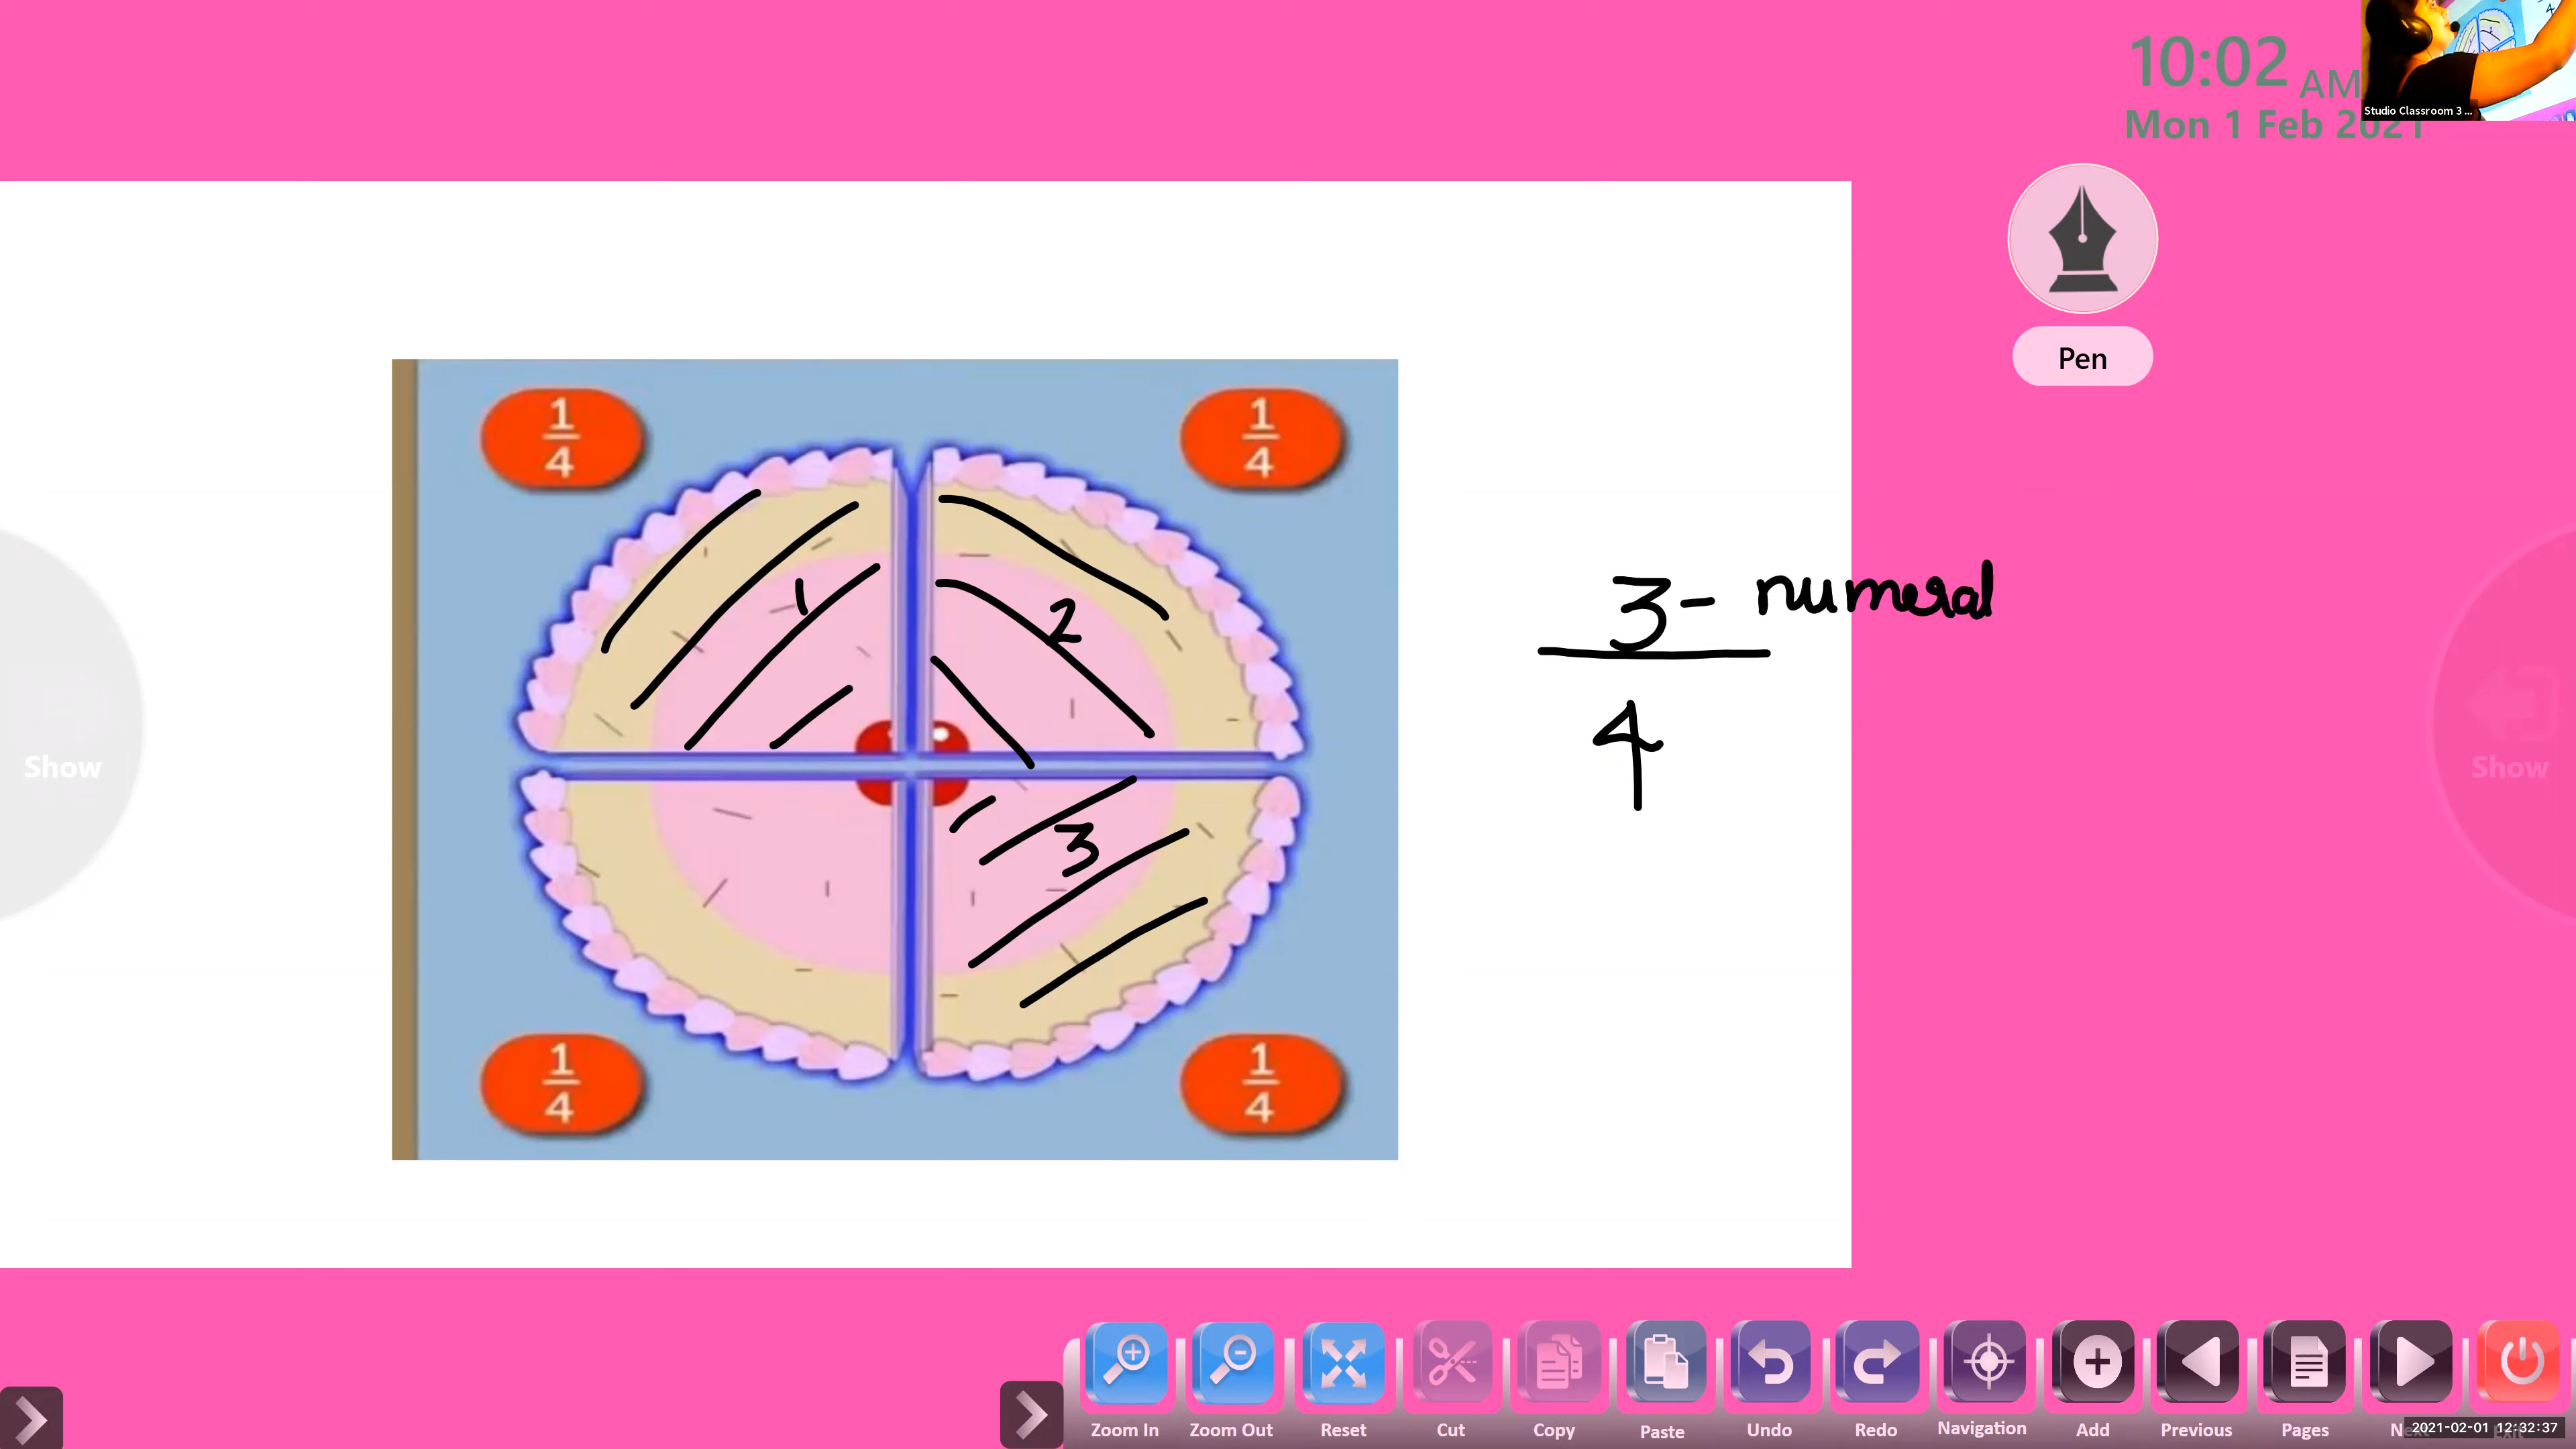 10:02 AM
Studio Classroom 3 ...
Mon 1 Feb 2021
Pen
1
4
1
4
1
2
3
3 - numeral
4
1
4
1
4
Show
Show
Zoom In Zoom Out Reset Cut Copy Paste Undo Redo Navigation Add Previous Pages
2021-02-01 12:32:37